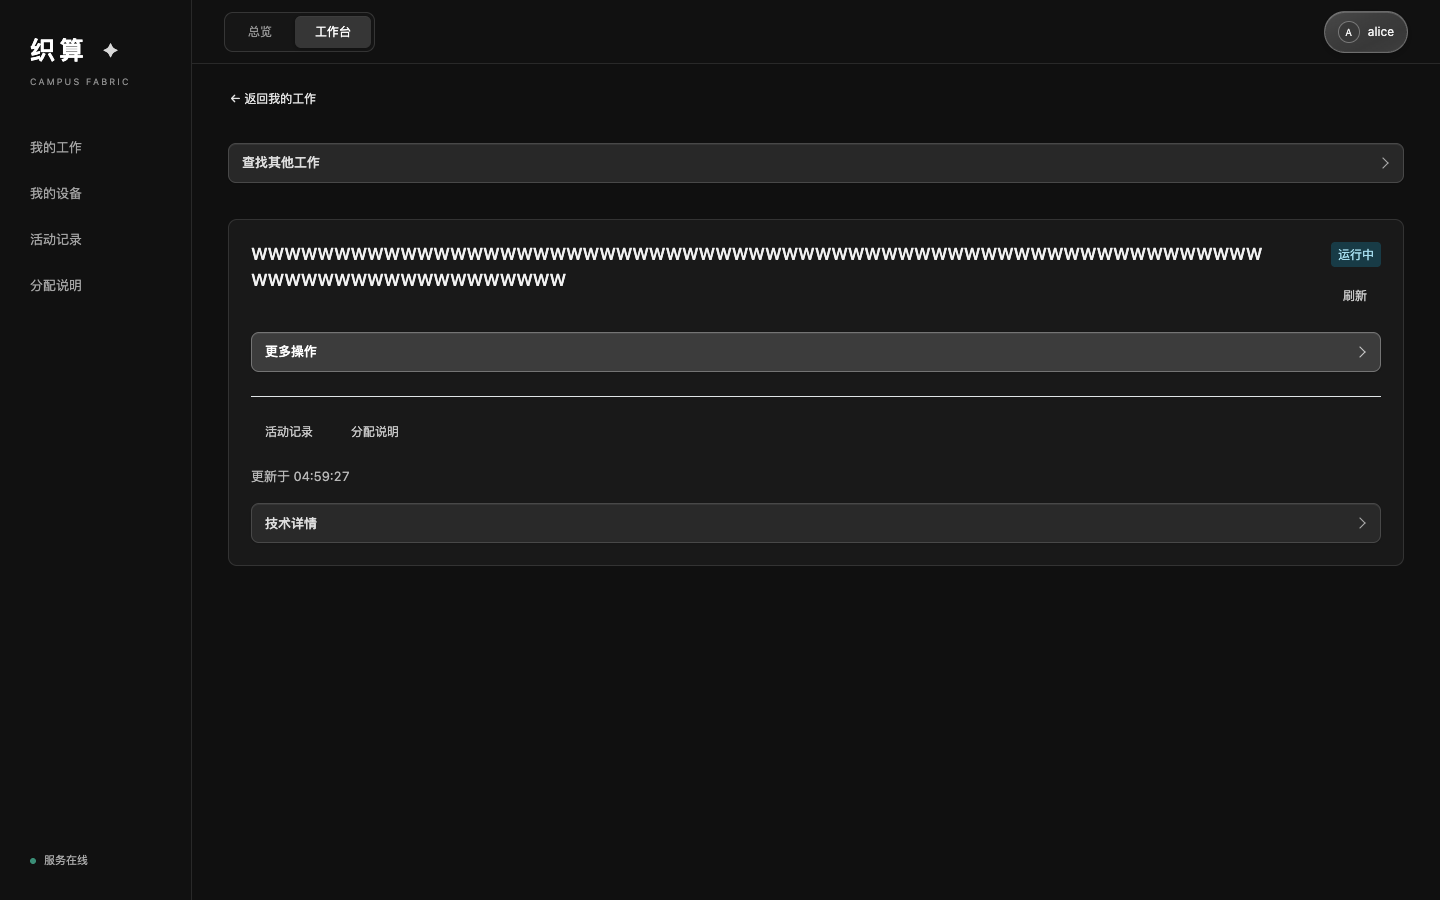 织算
CAMPUS FABRIC
总览
工作台
A
alice
我的工作
我的设备
活动记录
分配说明
服务在线
← 返回我的工作
查找其他工作
WWWWWWWWWWWWWWWWWWWWWWWWWWWWWWWWWWWWWWWWWWWWWWWWWWWWWWWWWWWWW
WWWWWWWWWWWWWWWWWWW
运行中
刷新
更多操作
活动记录
分配说明
更新于 04:59:27
技术详情